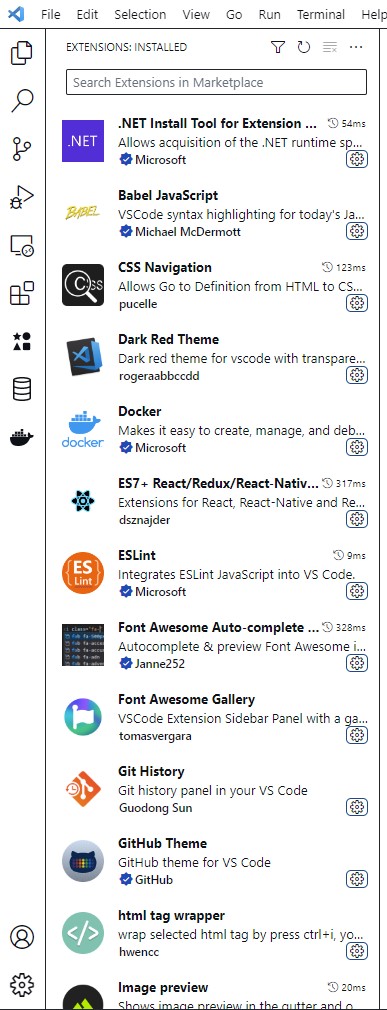 File Edit Selection View Go Run Terminal Help
EXTENSIONS: INSTALLED
Search Extensions in Marketplace
.NET
.NET Install Tool for Extension ... 54ms
Allows acquisition of the .NET runtime sp...
Microsoft
BABEL
Babel JavaScript
VSCode syntax highlighting for today's Ja...
Michael McDermott
CSS
CSS Navigation 123ms
Allows Go to Definition from HTML to CS...
pucelle
Dark Red Theme
Dark red theme for vscode with transpare...
rogeraabbccdd
docker
Docker
Makes it easy to create, manage, and deb...
Microsoft
ES7+ React/Redux/React-Nativ... 317ms
Extensions for React, React-Native and Re...
dsznajder
ES
Lint
ESLint 9ms
Integrates ESLint JavaScript into VS Code.
Microsoft
Font Awesome Auto-complete ... 328ms
Autocomplete & preview Font Awesome i...
Janne252
Font Awesome Gallery
VSCode Extension Sidebar Panel with a ga...
tomasvergara
Git History
Git history panel in your VS Code
Guodong Sun
GitHub Theme
GitHub theme for VS Code
GitHub
</>
html tag wrapper
wrap selected html tag by press ctrl+i, yo...
hwencc
Image preview 20ms
Shows image preview in the gutter and o...